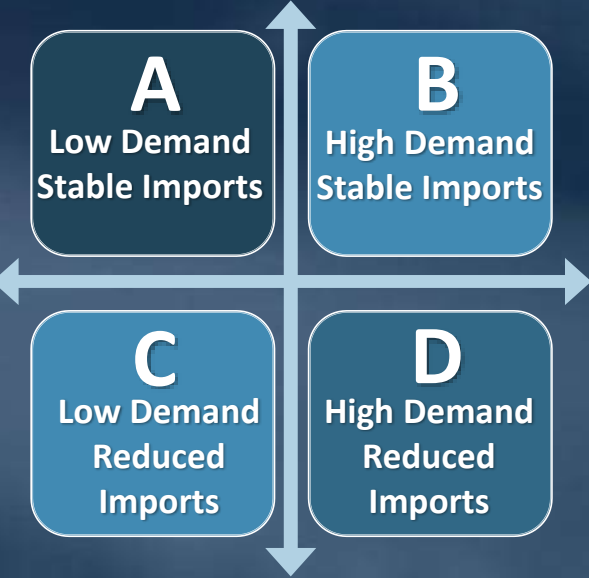 A
Low Demand
Stable Imports
B
High Demand
Stable Imports
C
Low Demand
Reduced
Imports
D
High Demand
Reduced
Imports